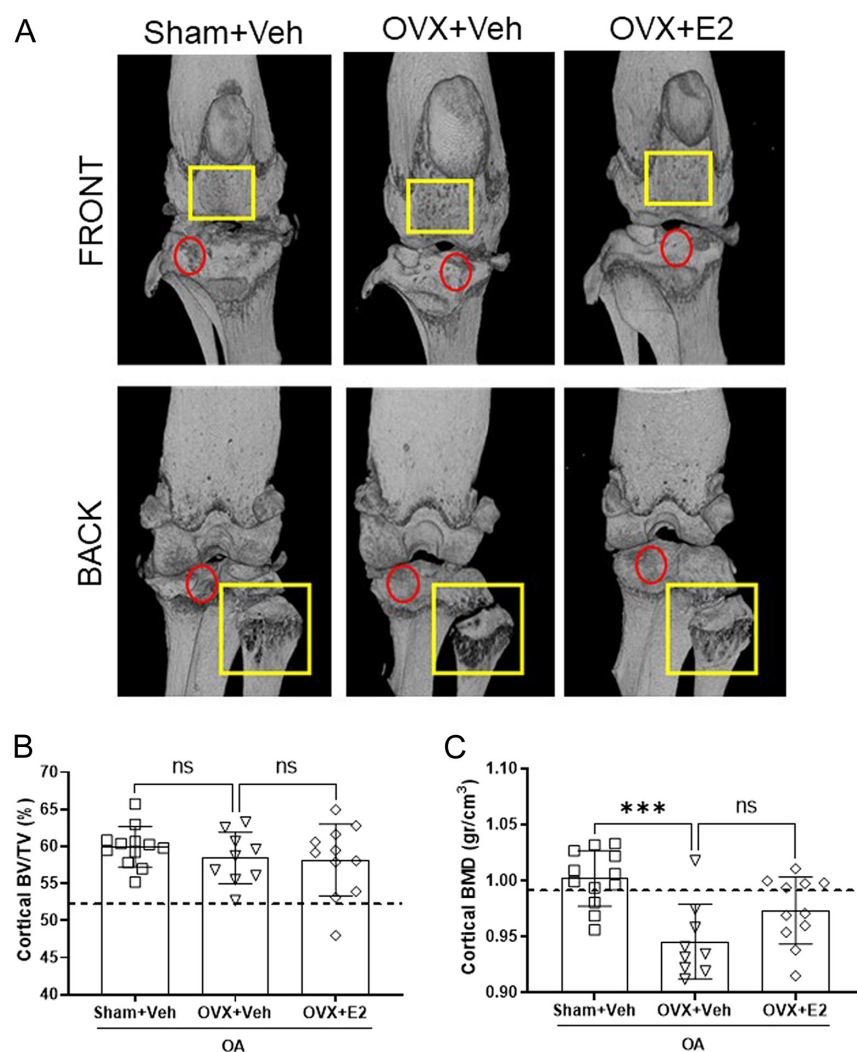 A
Sham+Veh OVX+Veh OVX+E2
FRONT
BACK
B
Cortical BV/TV (%)
70
65
60
55
50
45
40
ns
ns
Sham+Veh OVX+Veh OVX+E2
OA
C
Cortical BMD (gr/cm³)
1.10
1.05
1.00
0.95
0.90
***
ns
Sham+Veh OVX+Veh OVX+E2
OA